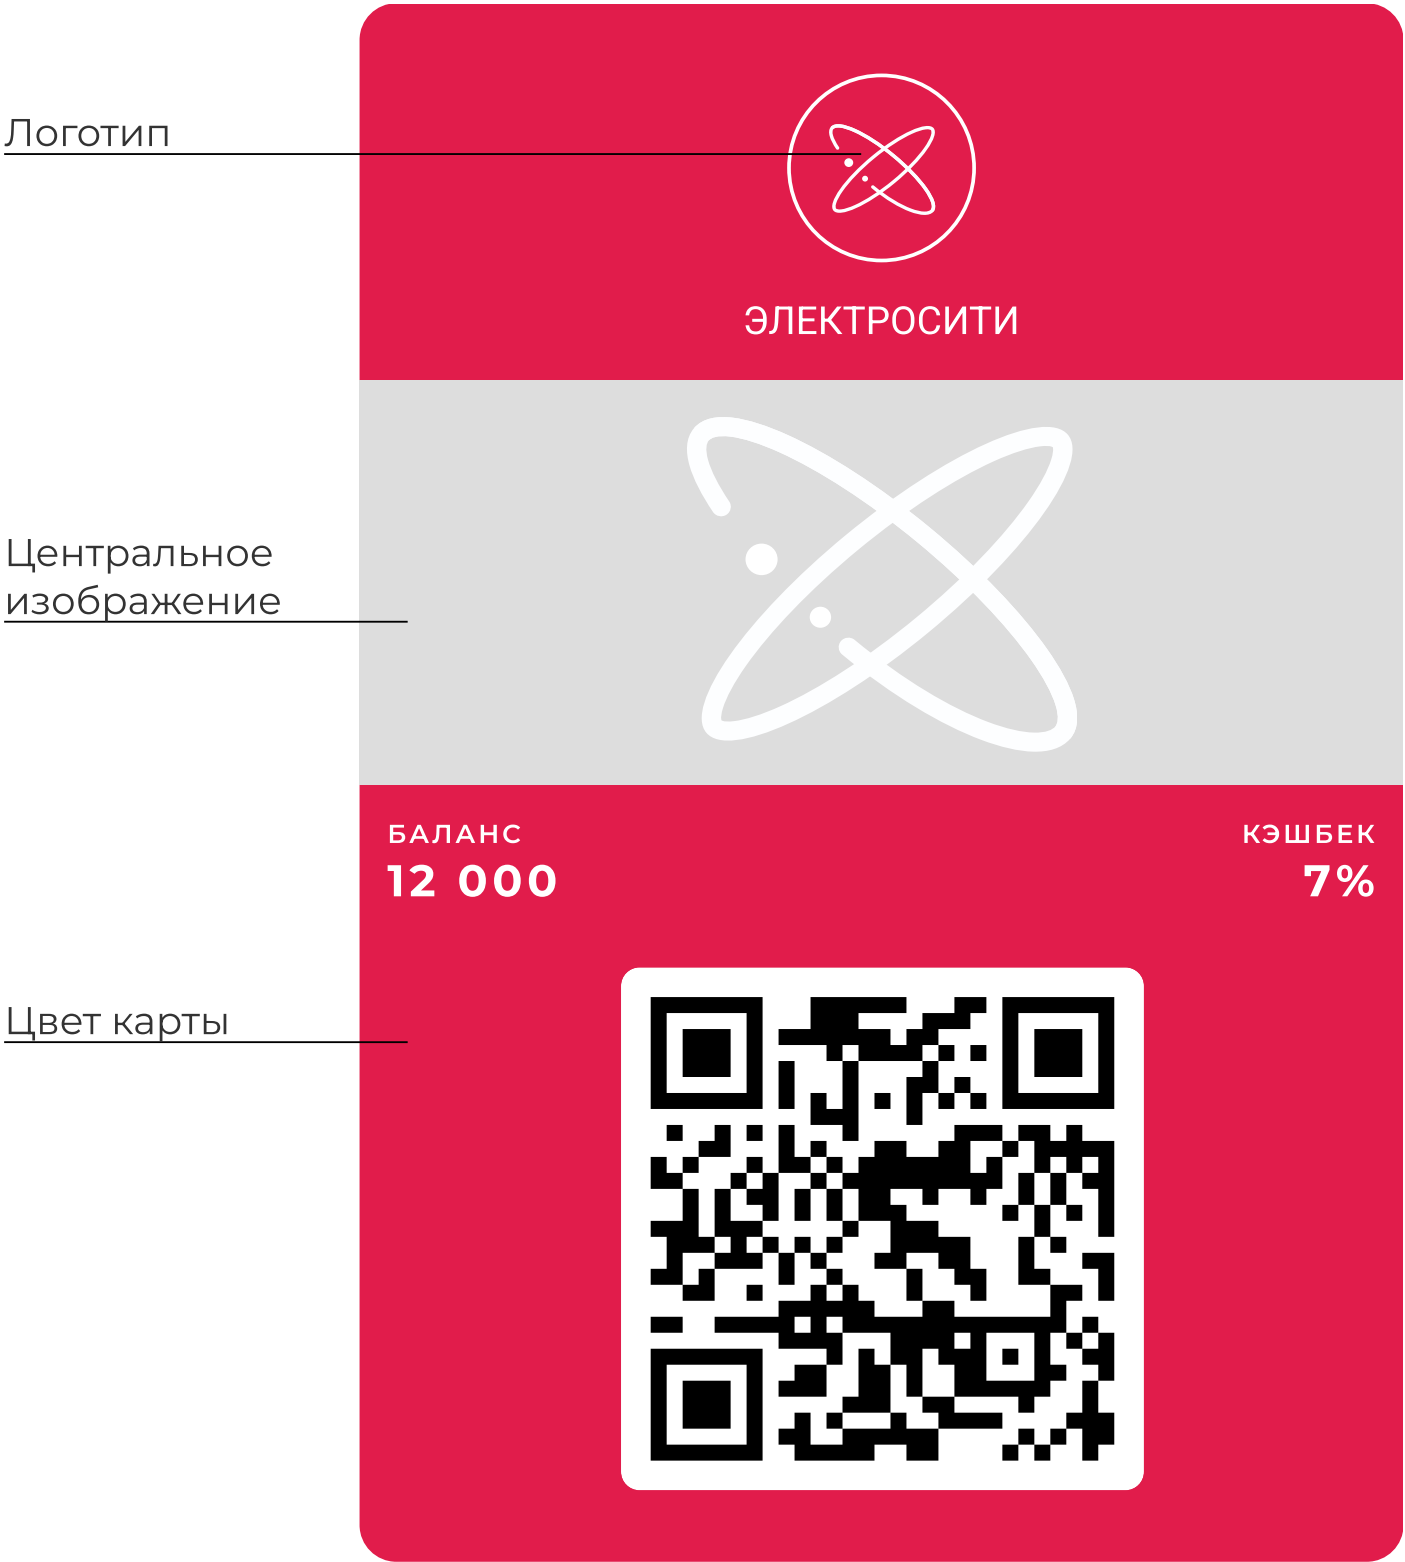 Логотип
ЭЛЕКТРОСИТИ
Центральное
изображение
БАЛАНС
КЭШБЕК
12 000
7%
Цвет карты